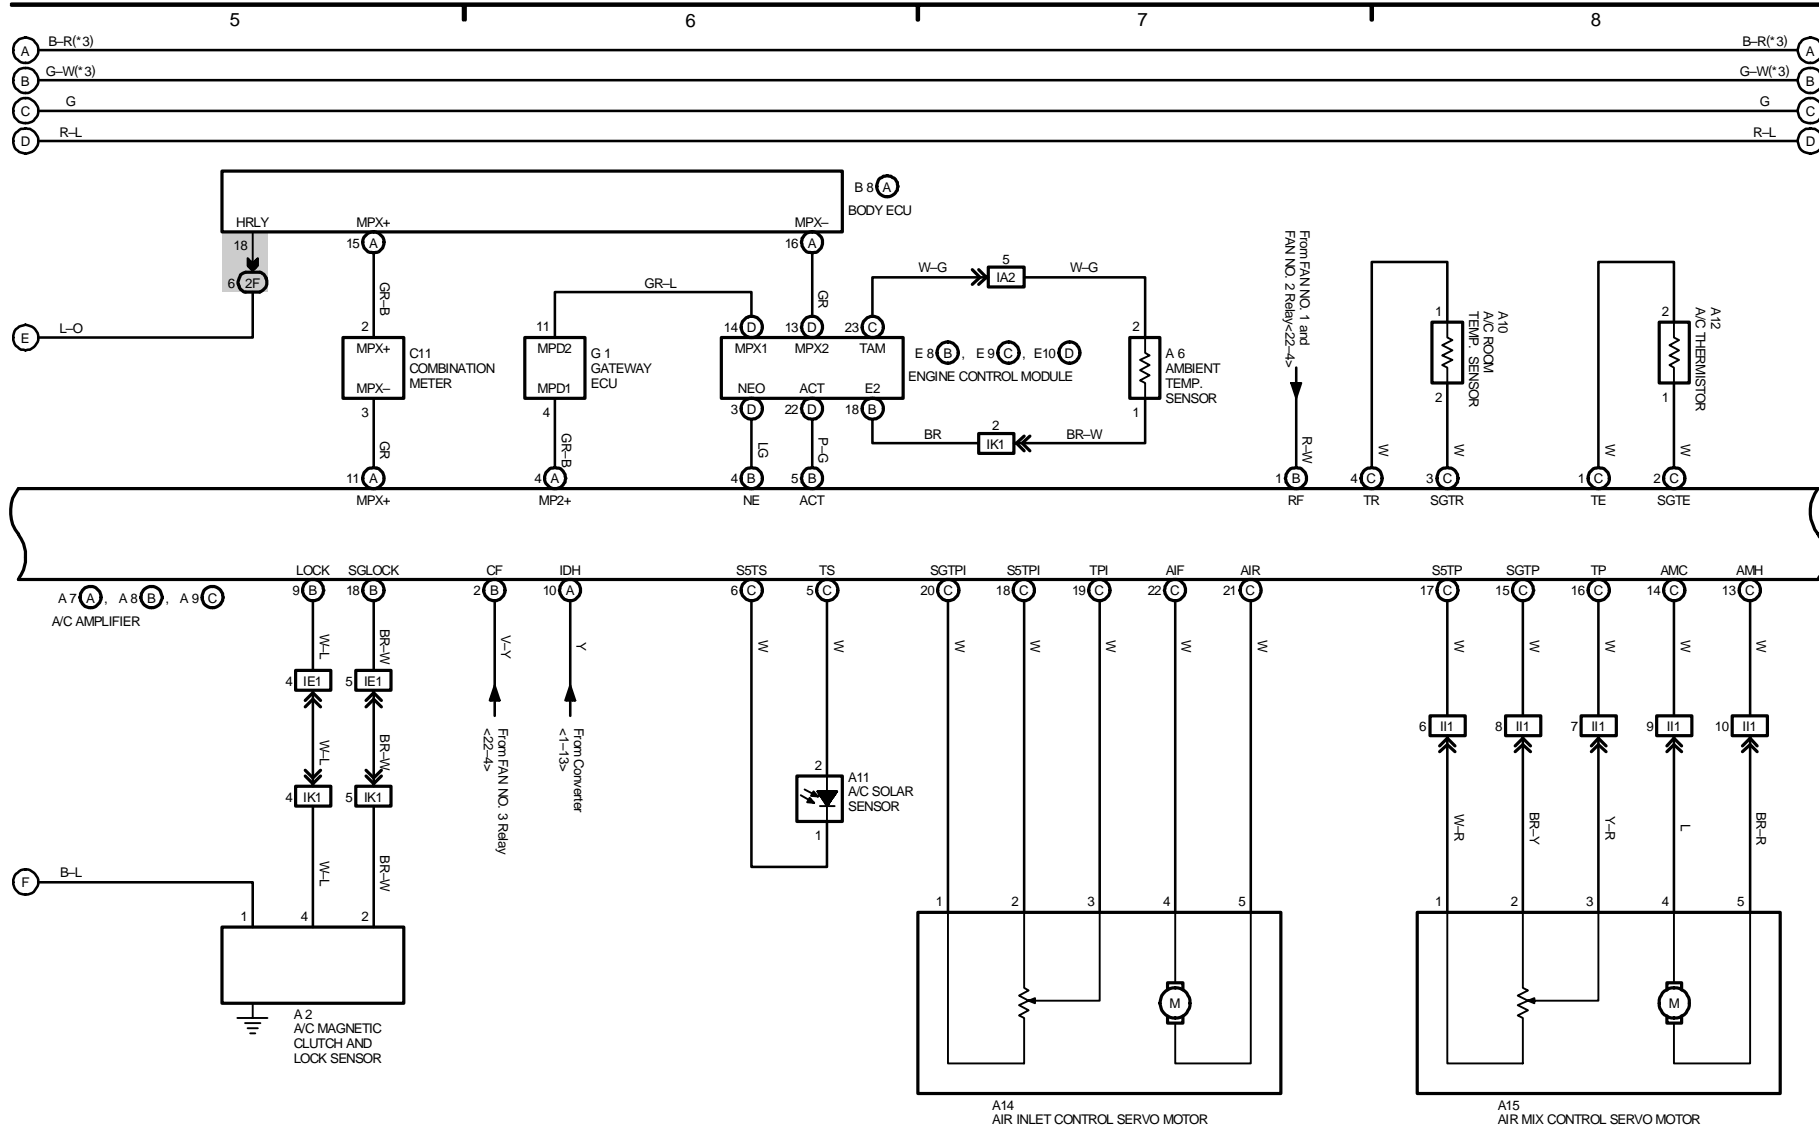 5 6 7 8
A B–R(*3) B–R(*3) A
B G–W(*3) G–W(*3) B
C G G C
D R–L R–L D
B 8 A
BODY ECU
HRLY MPX+ MPX–
18 15 A 16 A
6 2F
GR–B
GR–L
GR
W–G 5 IA2 W–G
From FAN NO. 1 and
FAN NO. 2 Relay<22–4>
E L–O
2 11 14 D 13 D 23 C 2 1 2
MPX+
MPX–
C11
COMBINATION
METER
MPD2
MPD1
G 1
GATEWAY
ECU
MPX1 MPX2 TAM
NEO ACT E2
E 8 B , E 9 C , E10 D
ENGINE CONTROL MODULE
A 6
AMBIENT
TEMP.
SENSOR
A10
A/C ROOM
TEMP. SENSOR
A12
A/C THERMISTOR
3 4 3 D 22 D 18 B 1 2 1
BR 2 IK1 BR–W
GR GR–B LG P–G R–W W W W W
11 A 4 A 4 B 5 B 1 B 4 C 3 C 1 C 2 C
MPX+ MP2+ NE ACT RF TR SGTR TE SGTE
LOCK SGLOCK CF IDH S5TS TS SGTPI S5TPI TPI AIF AIR S5TP SGTP TP AMC AMH
9 B 18 B 2 B 10 A 6 C 5 C 20 C 18 C 19 C 22 C 21 C 17 C 15 C 16 C 14 C 13 C
A 7 A , A 8 B , A 9 C
A/C AMPLIFIER
W–L BR–W V–Y Y W W W W W W W W W W W W
4 IE1 5 IE1
6 II1 8 II1 7 II1 9 II1 10 II1
W–L BR–W
From FAN NO. 3 Relay
<22–4>
From Converter
<1–13>
4 IK1 5 IK1
2
A11
A/C SOLAR
SENSOR
1
W–R BR–Y Y–R L BR–R
F B–L W–L BR–W
1 4 2 1 2 3 4 5 1 2 3 4 5
M M
A 2
A/C MAGNETIC
CLUTCH AND
LOCK SENSOR
A14
AIR INLET CONTROL SERVO MOTOR
A15
AIR MIX CONTROL SERVO MOTOR